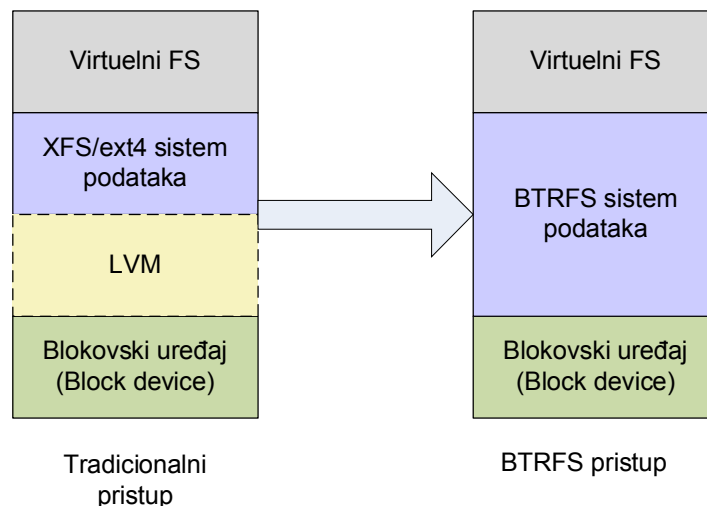 Virtuelni FS
XFS/ext4 sistem
podataka
LVM
Blokovski uređaj
(Block device)
Tradicionalni
pristup
Virtuelni FS
BTRFS sistem
podataka
Blokovski uređaj
(Block device)
BTRFS pristup